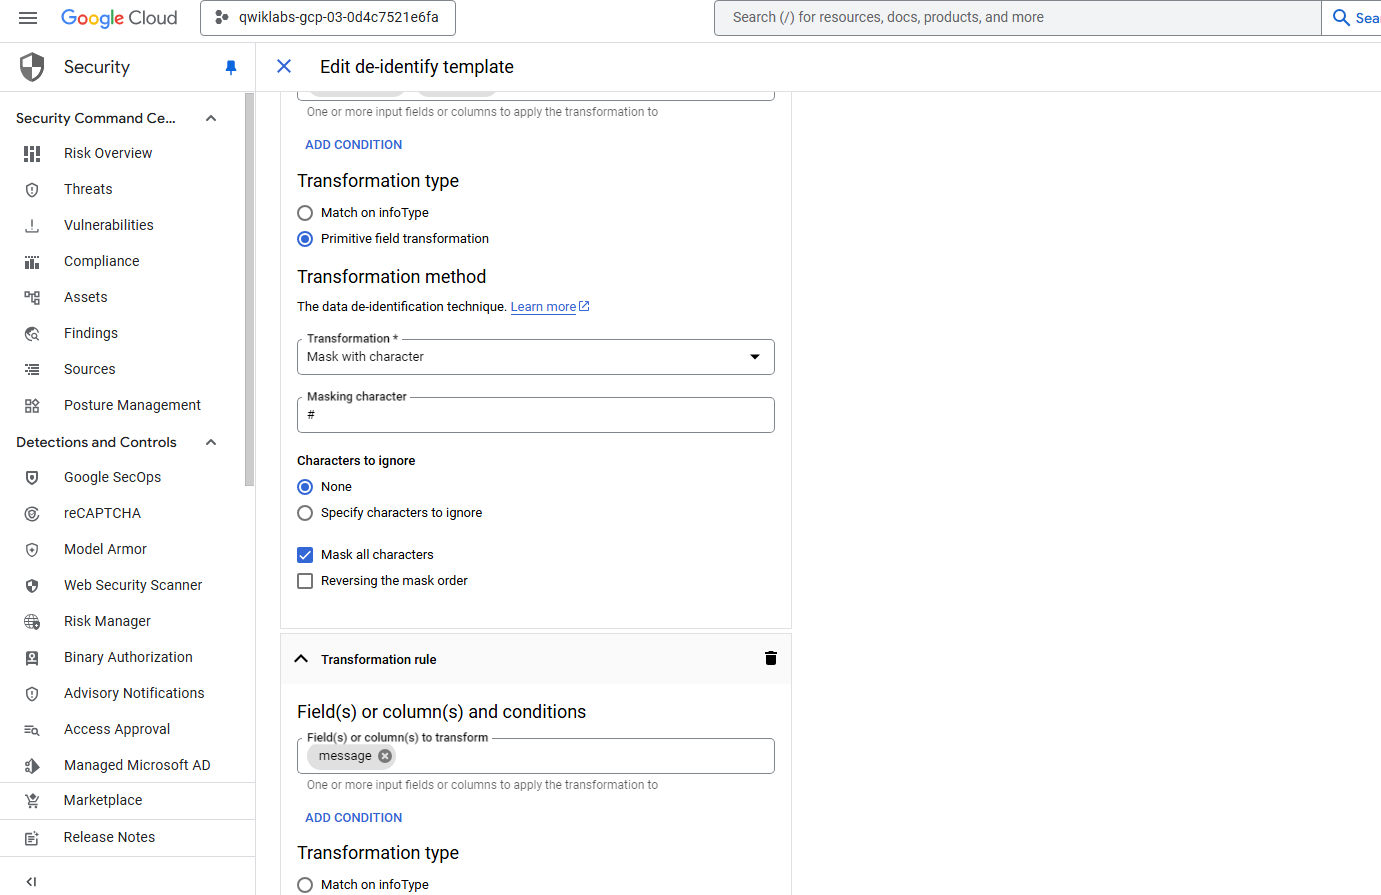 Google Cloud
qwiklabs-gcp-03-0d4c7521e6fa
Search (/) for resources, docs, products, and more
Sea
Security
Edit de-identify template
Security Command Ce...
Risk Overview
Threats
Vulnerabilities
Compliance
Assets
Findings
Sources
Posture Management
Detections and Controls
Google SecOps
reCAPTCHA
Model Armor
Web Security Scanner
Risk Manager
Binary Authorization
Advisory Notifications
Access Approval
Managed Microsoft AD
Marketplace
Release Notes
One or more input fields or columns to apply the transformation to
ADD CONDITION
Transformation type
Match on infoType
Primitive field transformation
Transformation method
The data de-identification technique. Learn more
Transformation *
Mask with character
Masking character
#
Characters to ignore
None
Specify characters to ignore
Mask all characters
Reversing the mask order
Transformation rule
Field(s) or column(s) and conditions
Field(s) or column(s) to transform
message
One or more input fields or columns to apply the transformation to
ADD CONDITION
Transformation type
Match on infoType